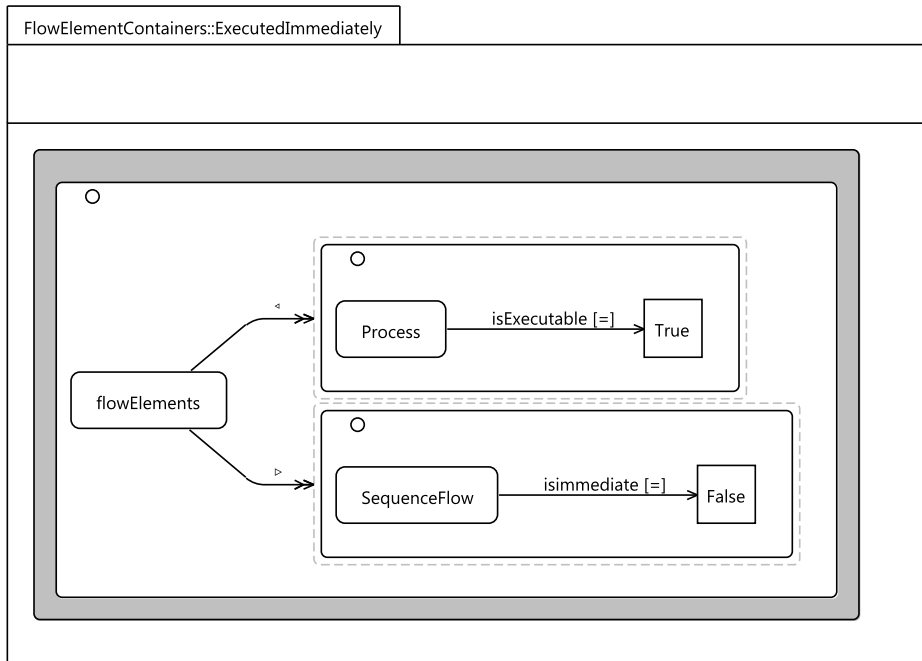 FlowElementContainers::ExecutedImmediately
isExecutable [=]
Process
True
flowElements
isimmediate [=]
SequenceFlow
False